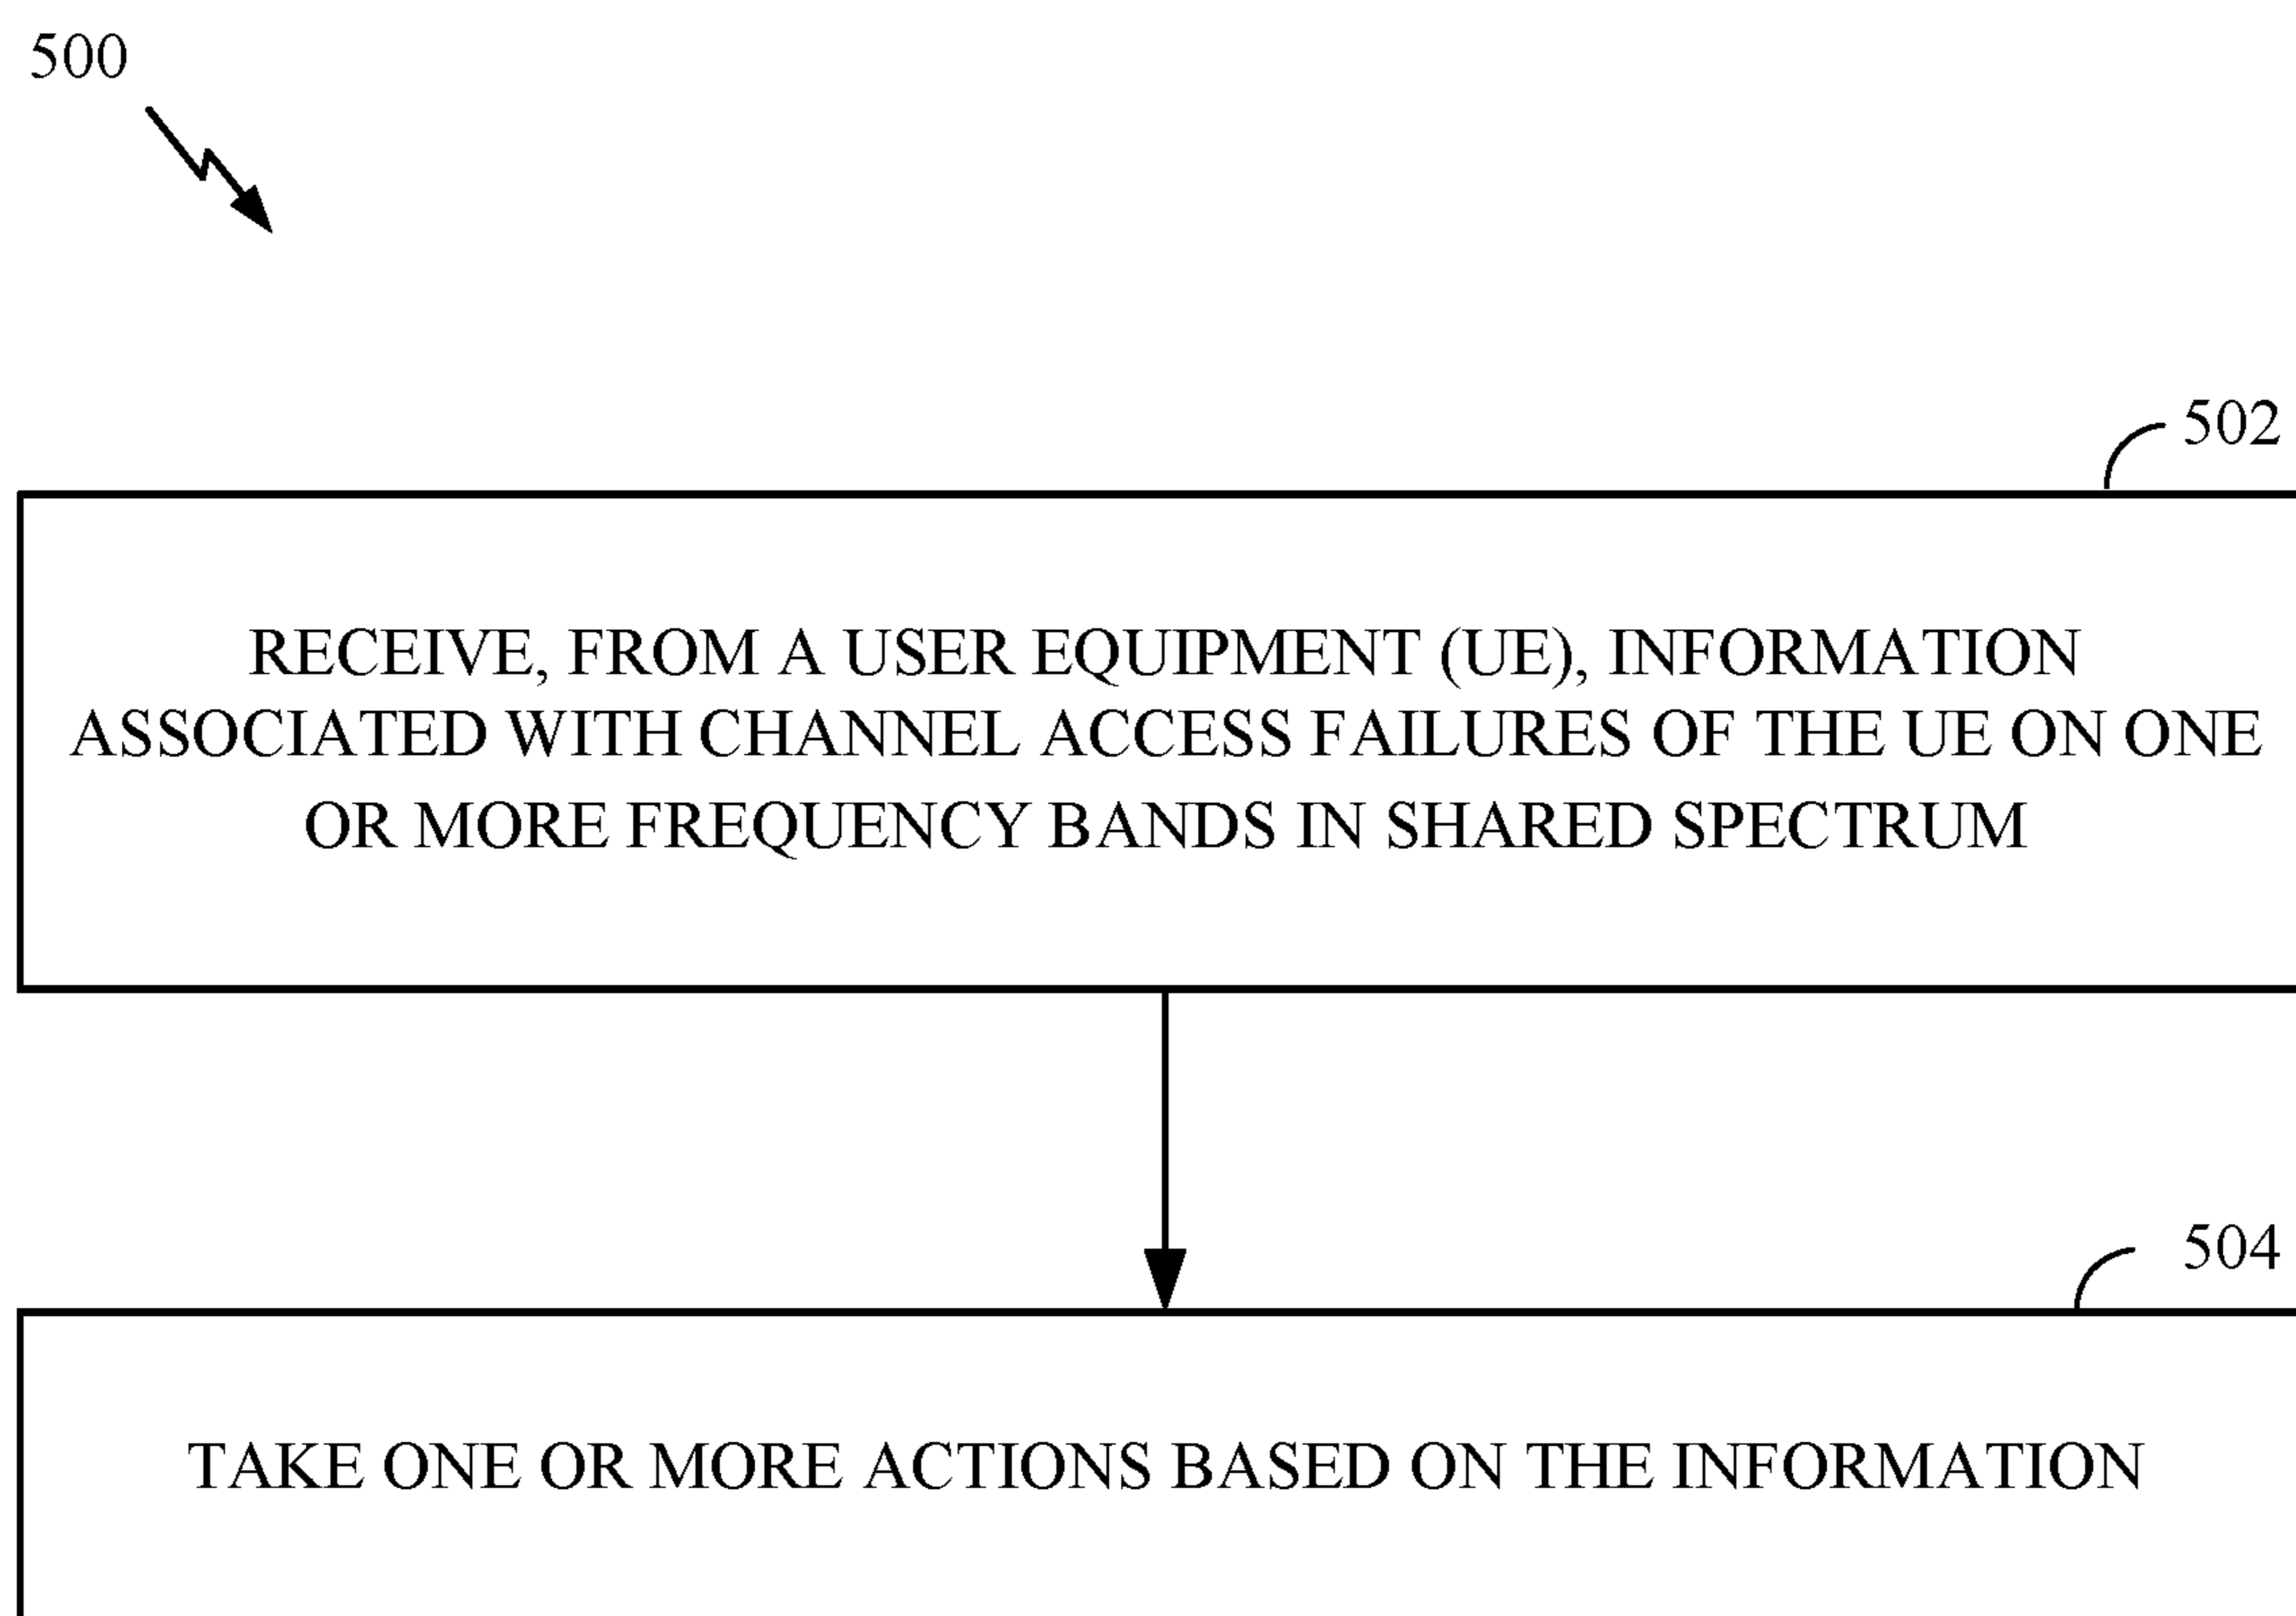 500
502
RECEIVE, FROM A USER EQUIPMENT (UE), INFORMATION
ASSOCIATED WITH CHANNEL ACCESS FAILURES OF THE UE ON ONE
OR MORE FREQUENCY BANDS IN SHARED SPECTRUM
504
TAKE ONE OR MORE ACTIONS BASED ON THE INFORMATION